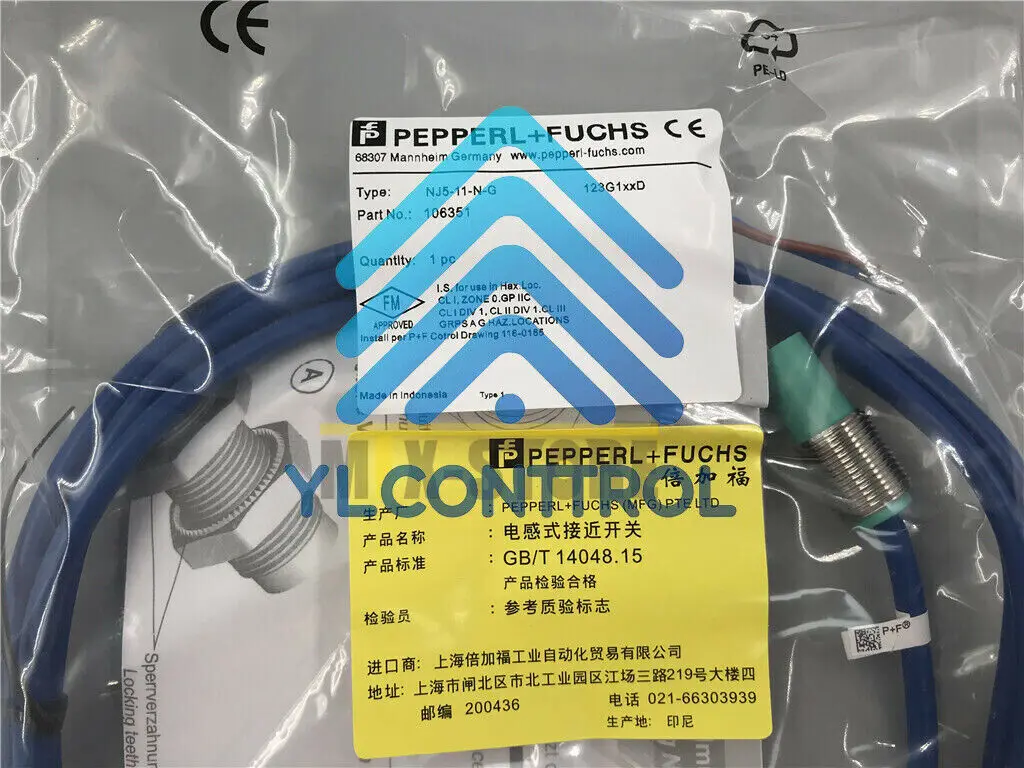 CE
PE-LD
PEPPERL+FUCHS CE
68307 Mannheim Germany www.pepperl-fuchs.com
Type: NJ5-11-N-G 123G1xxD
Part No.: 106351
Quantity: 1 pc
I.S. for use in Hax.Loc.
CL I, ZONE 0.GP IIC
FM
CL I DIV 1, CL II DIV 1.CL III
APPROVED GRPS A G HAZ.LOCATIONS
Install per P+F Cotrol Drawing 116-0165
Made in Indonesia Type 1
A
YLCONTROL
PEPPERL+FUCHS
倍加福
生产厂 : PEPPERL+FUCHS (MFG) PTE LTD
产品名称 : 电感式接近开关
产品标准 : GB/T 14048.15
产品检验合格
检验员 : 参考质验标志
进口商: 上海倍加福工业自动化贸易有限公司
地址: 上海市闸北区市北工业园区江场三路219号大楼四
邮编 200436 电话 021-66303939
生产地: 印尼
P+F®
Sperrverzahnung
Locking teeth